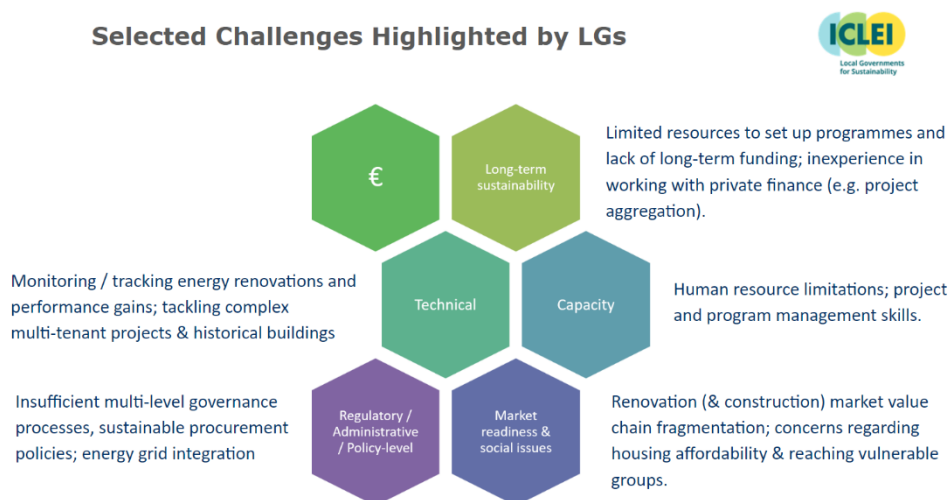 Selected Challenges Highlighted by LGs
ICLEI
Local Governments
for Sustainability
€
Long-term
sustainability
Limited resources to set up programmes and
lack of long-term funding; inexperience in
working with private finance (e.g. project
aggregation).
Monitoring / tracking energy renovations and
performance gains; tackling complex
multi-tenant projects & historical buildings
Technical
Capacity
Human resource limitations; project
and program management skills.
Insufficient multi-level governance
processes, sustainable procurement
policies; energy grid integration
Regulatory /
Administrative
/ Policy-level
Market
readiness &
social issues
Renovation (& construction) market value
chain fragmentation; concerns regarding
housing affordability & reaching vulnerable
groups.